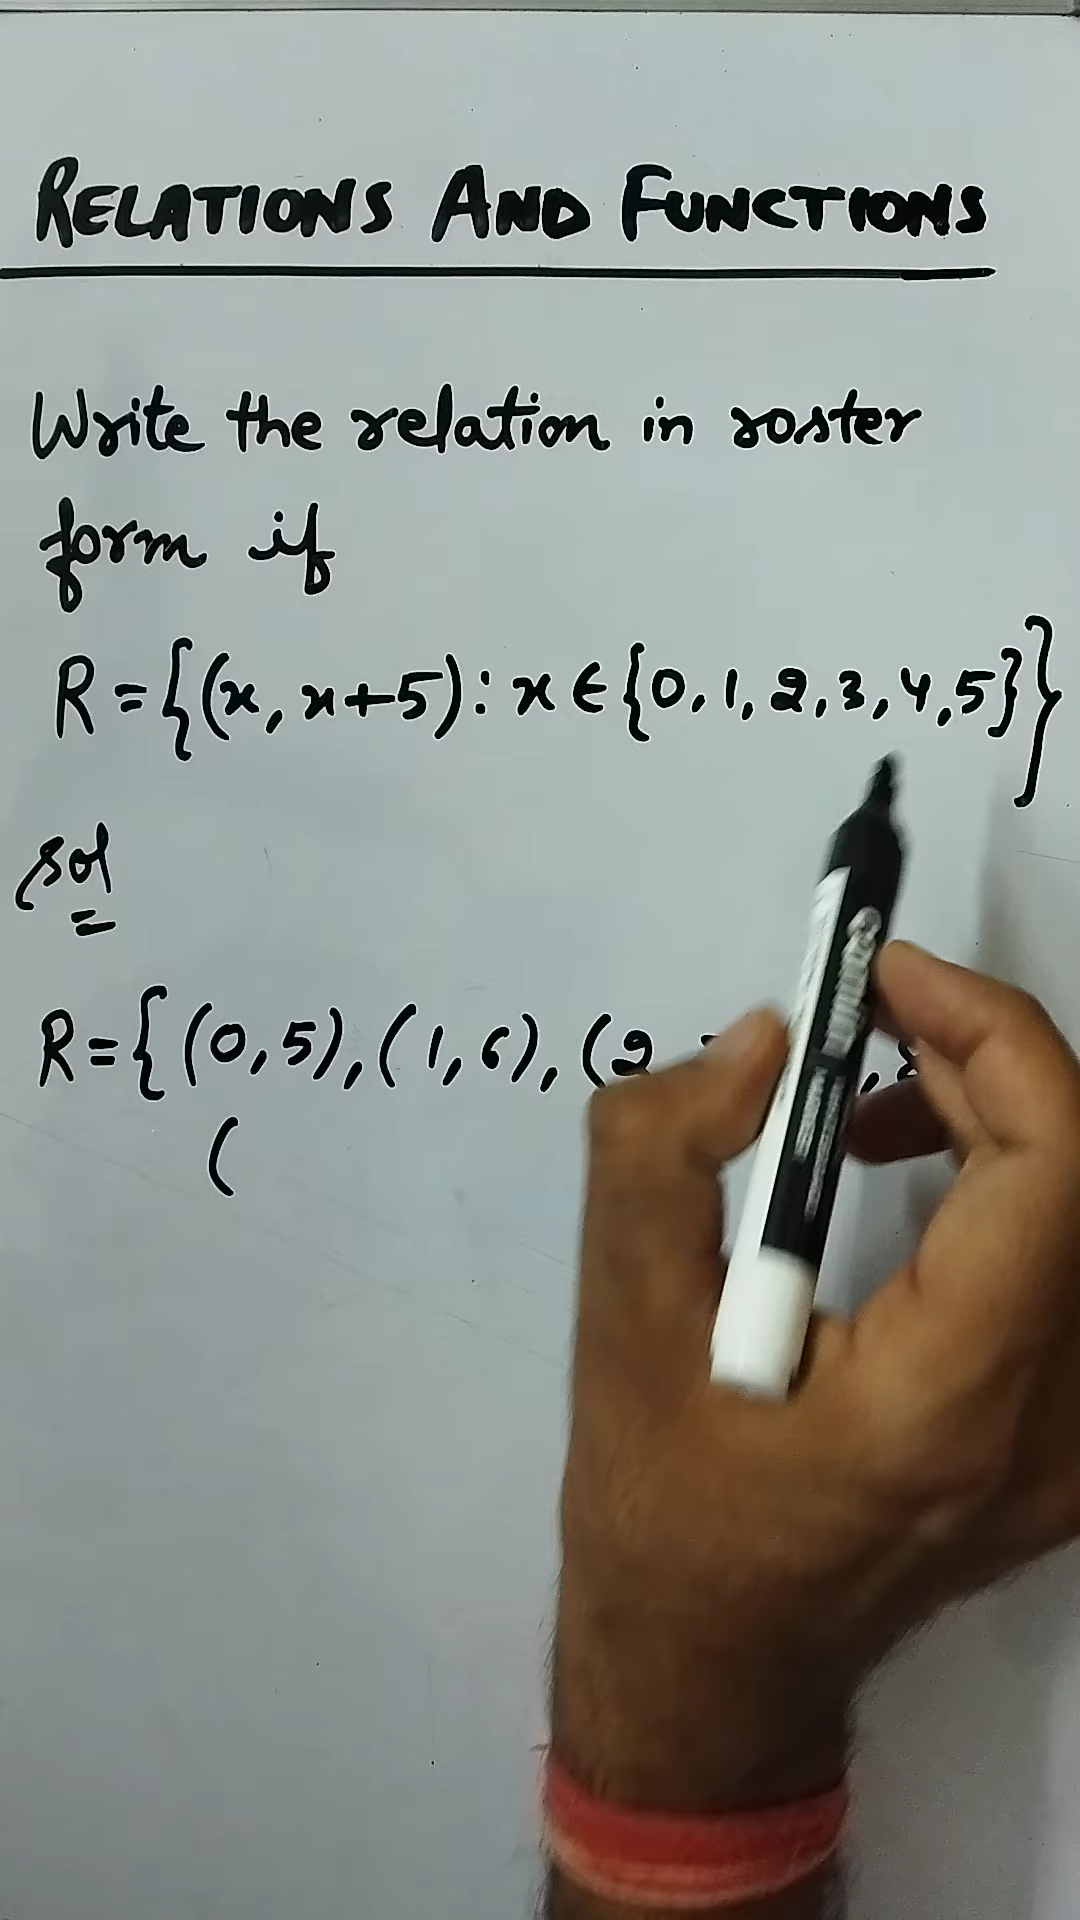 RELATIONS AND FUNCTIONS
Write the relation in roster
form if
R = {(x, x+5) : x ∈ {0, 1, 2, 3, 4, 5}}
Sol
R = { (0, 5), (1, 6), (2
(